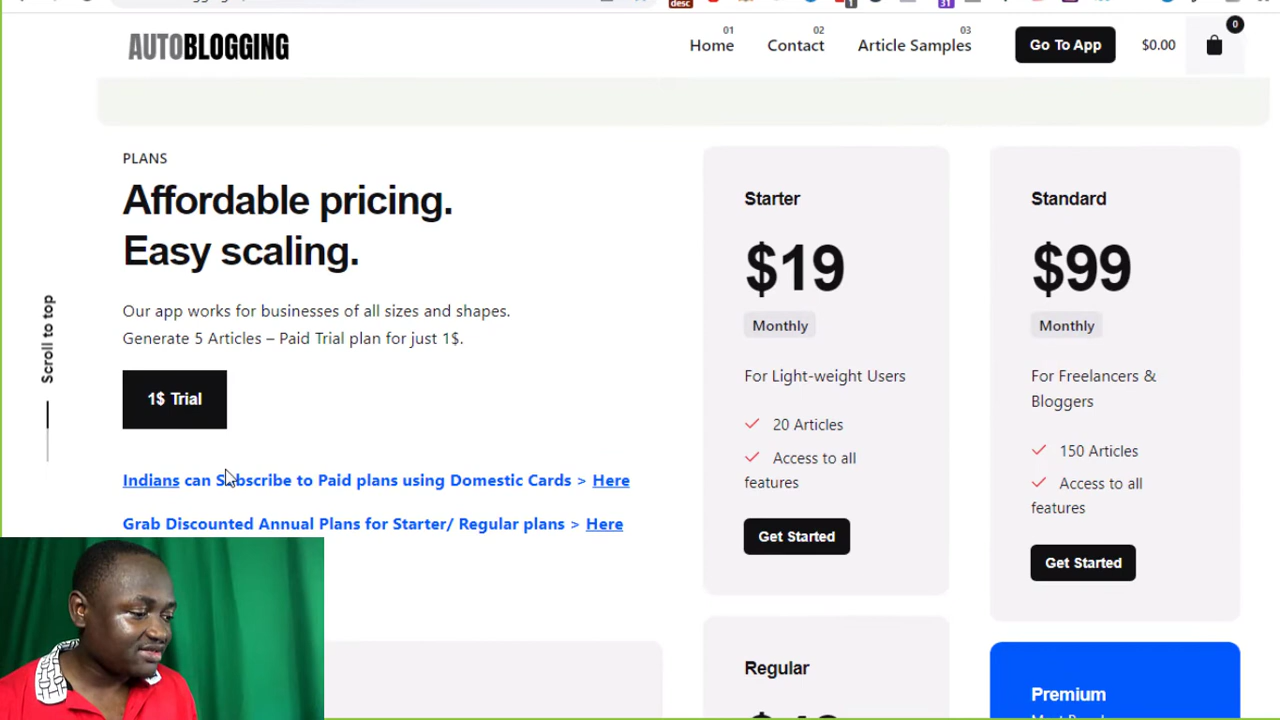 desc
1
31
AUTOBLOGGING
01
Home
02
Contact
03
Article Samples
Go To App
$0.00
0
PLANS
Affordable pricing.
Easy scaling.
Our app works for businesses of all sizes and shapes.
Generate 5 Articles – Paid Trial plan for just 1$.
1$ Trial
Indians can Subscribe to Paid plans using Domestic Cards > Here
Grab Discounted Annual Plans for Starter/ Regular plans > Here
Scroll to top
Starter
$19
Monthly
For Light-weight Users
20 Articles
Access to all
features
Get Started
Standard
$99
Monthly
For Freelancers &
Bloggers
150 Articles
Access to all
features
Get Started
Regular
Premium